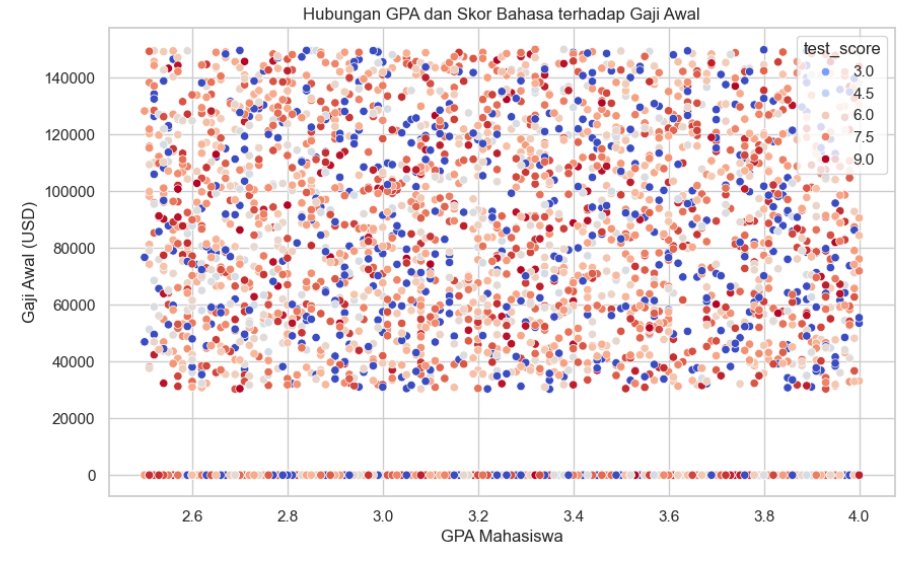 Hubungan GPA dan Skor Bahasa terhadap Gaji Awal
test_score
3.0
4.5
6.0
7.5
9.0
Gaji Awal (USD)
140000
120000
100000
80000
60000
40000
20000
0
2.6 2.8 3.0 3.2 3.4 3.6 3.8 4.0
GPA Mahasiswa